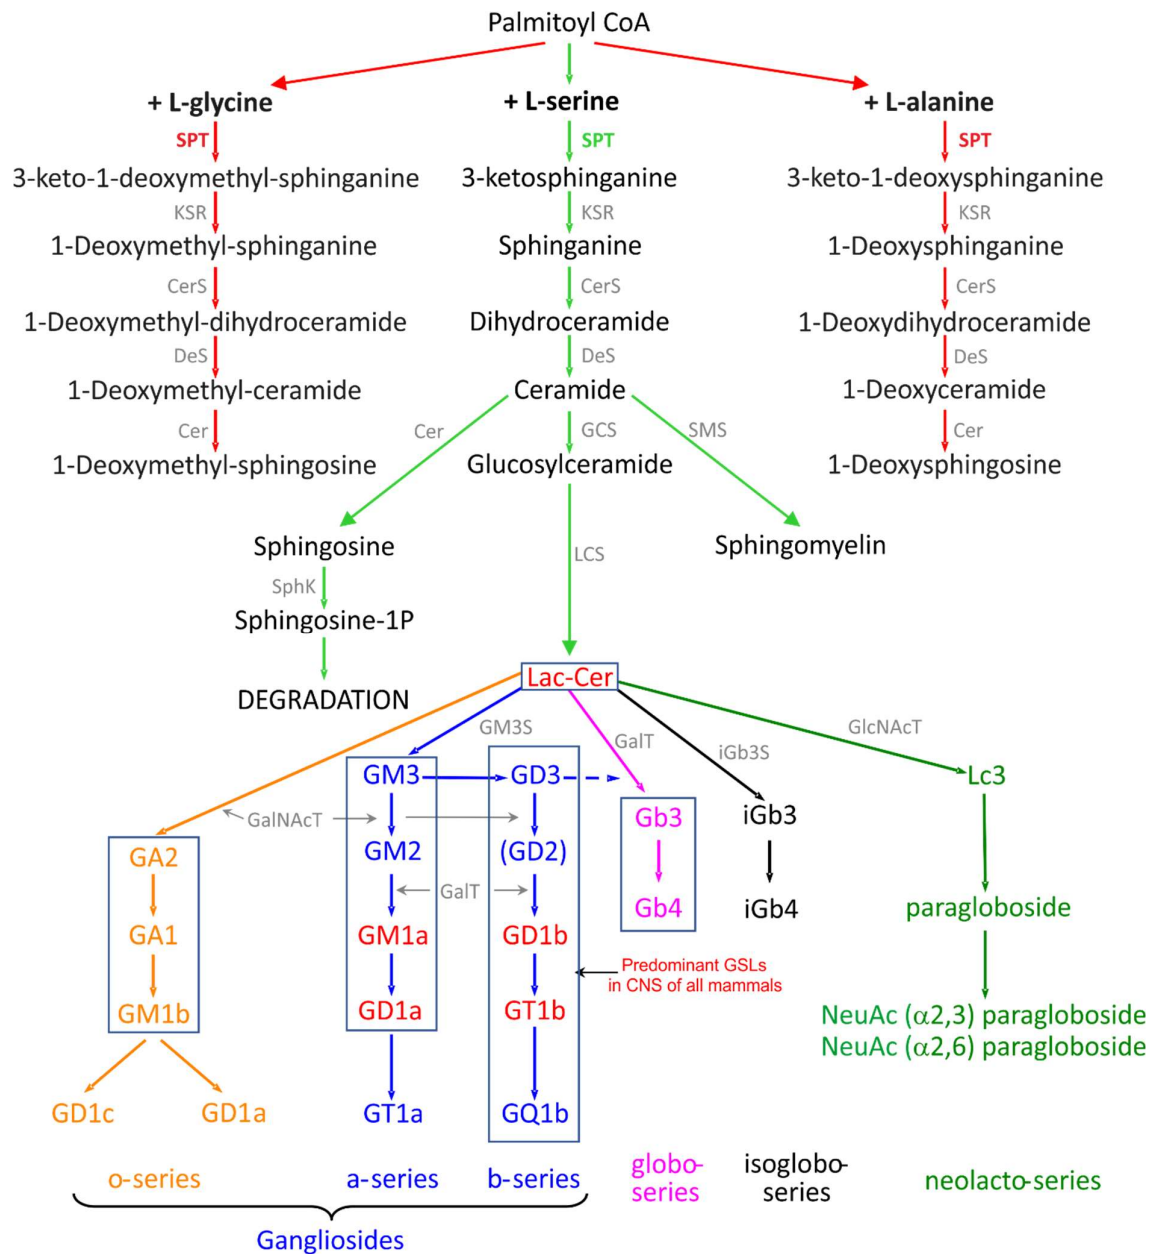 Palmitoyl CoA
+ L-glycine
+ L-serine
+ L-alanine
SPT
SPT
SPT
3-keto-1-deoxymethyl-sphinganine
3-ketosphinganine
3-keto-1-deoxysphinganine
KSR
KSR
KSR
1-Deoxymethyl-sphinganine
Sphinganine
1-Deoxysphinganine
CerS
CerS
CerS
1-Deoxymethyl-dihydroceramide
Dihydroceramide
1-Deoxydihydroceramide
DeS
DeS
DeS
1-Deoxymethyl-ceramide
Ceramide
1-Deoxyceramide
Cer
Cer
GCS
SMS
Cer
1-Deoxymethyl-sphingosine
Glucosylceramide
1-Deoxysphingosine
Sphingosine
LCS
Sphingomyelin
SphK
Sphingosine-1P
DEGRADATION
Lac-Cer
GM3S
GalT
iGb3S
GlcNAcT
GM3
GD3
Lc3
GalNAcT
Gb3
iGb3
GA2
GM2
(GD2)
GalT
Gb4
iGb4
paragloboside
GA1
GM1a
GD1b
Predominant GSLs
in CNS of all mammals
GM1b
GD1a
GT1b
NeuAc (α2,3) paragloboside
NeuAc (α2,6) paragloboside
GD1c
GD1a
GT1a
GQ1b
o-series
a-series
b-series
globo-
series
isoglobo-
series
neolacto-series
Gangliosides